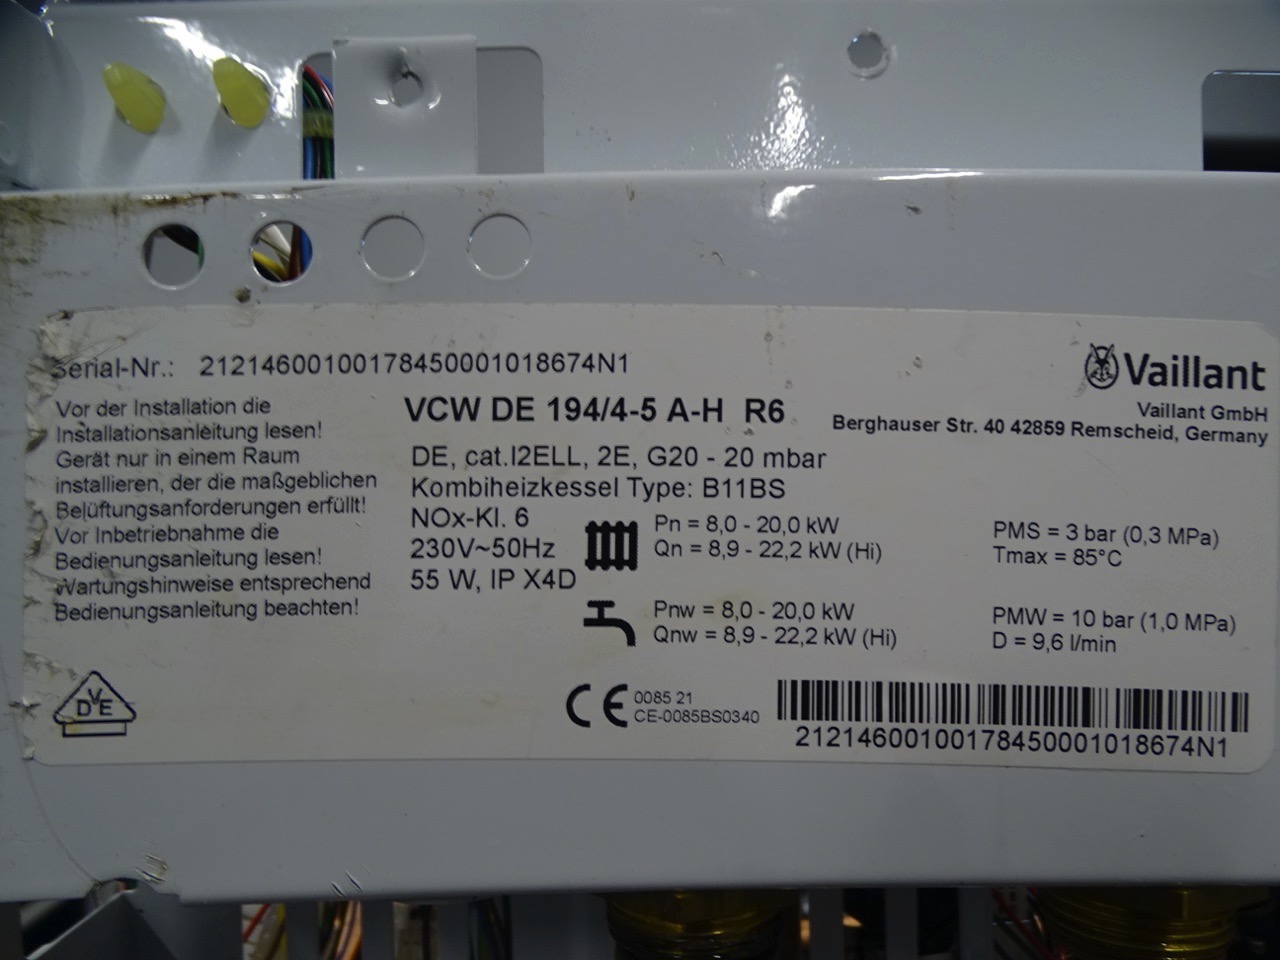 Serial-Nr.: 21214600100178450001018674N1
Vaillant
Vaillant GmbH
Berghauser Str. 40 42859 Remscheid, Germany
Vor der Installation die
Installationsanleitung lesen!
Gerät nur in einem Raum
installieren, der die maßgeblichen
Belüftungsanforderungen erfüllt!
Vor Inbetriebnahme die
Bedienungsanleitung lesen!
Wartungshinweise entsprechend
Bedienungsanleitung beachten!
VCW DE 194/4-5 A-H R6
DE, cat.I2ELL, 2E, G20 - 20 mbar
Kombiheizkessel Type: B11BS
NOx-Kl. 6
230V~50Hz
55 W, IP X4D
Pn = 8,0 - 20,0 kW
Qn = 8,9 - 22,2 kW (Hi)
PMS = 3 bar (0,3 MPa)
Tmax = 85°C
Pnw = 8,0 - 20,0 kW
Qnw = 8,9 - 22,2 kW (Hi)
PMW = 10 bar (1,0 MPa)
D = 9,6 l/min
DVE
CE 0085 21
CE-0085BS0340
21214600100178450001018674N1